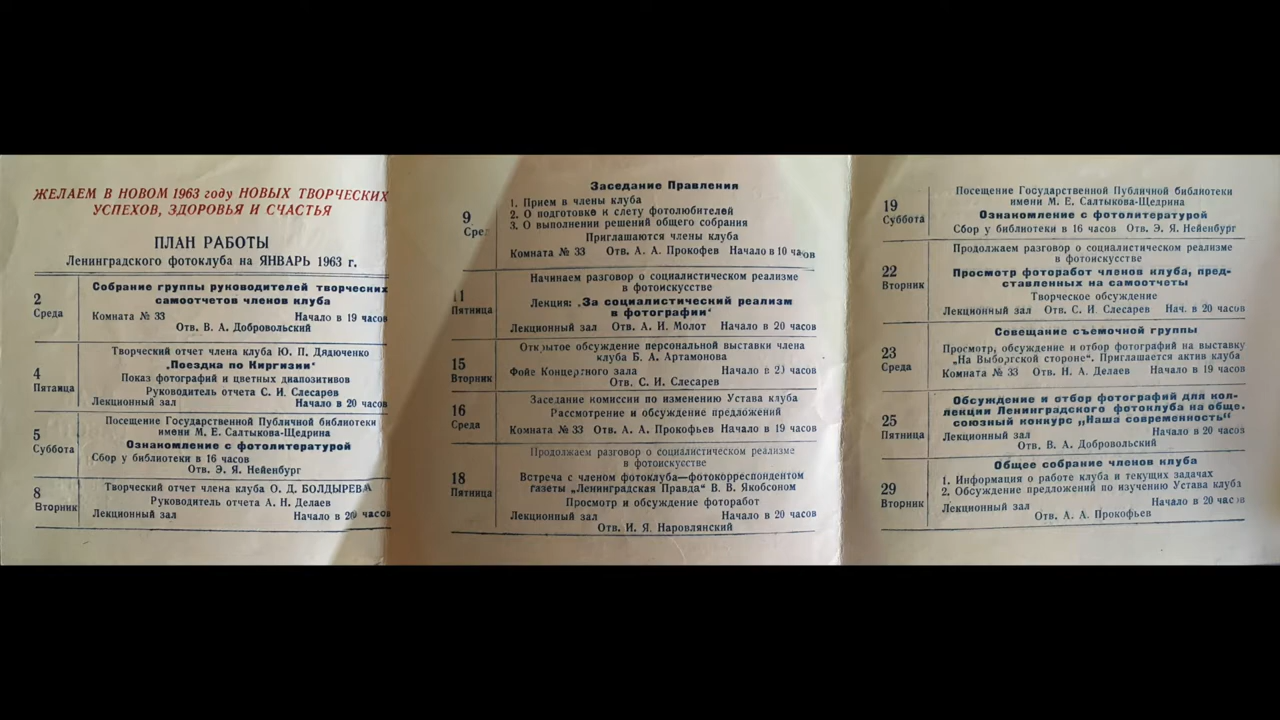 ЖЕЛАЕМ В НОВОМ 1963 году НОВЫХ ТВОРЧЕСКИХ
УСПЕХОВ, ЗДОРОВЬЯ И СЧАСТЬЯ
ПЛАН РАБОТЫ
Ленинградского фотоклуба на ЯНВАРЬ 1963 г.
2
Среда
Собрание группы руководителей творческих
самоотчетов членов клуба
Комната № 33 Начало в 19 часов
Отв. В. А. Добровольский
4
Пятница
Творческий отчет члена клуба Ю. П. Дядюченко
„Поездка по Киргизии"
Показ фотографий и цветных диапозитивов
Руководитель отчета С. И. Слесарев
Лекционный зал Начало в 20 часов
5
Суббота
Посещение Государственной Публичной библиотеки
имени М. Е. Салтыкова-Щедрина
Ознакомление с фотолитературой
Сбор у библиотеки в 16 часов
Отв. Э. Я. Нейенбург
8
Вторник
Творческий отчет члена клуба О. Д. БОЛДЫРЕВА
Руководитель отчета А. Н. Делаев
Лекционный зал Начало в 20 часов
9
Сред
Заседание Правления
1. Прием в члены клуба
2. О подготовке к слету фотолюбителей
3. О выполнении решений общего собрания
Приглашаются члены клуба
Комната № 33 Отв. А. А. Прокофев Начало в 10 часов
11
Пятница
Начинаем разговор о социалистическом реализме
в фотоискусстве
Лекция: „За социалистический реализм
в фотографии"
Лекционный зал Отв. А. И. Молот Начало в 20 часов
15
Вторник
Открытое обсуждение персональной выставки члена
клуба Б. А. Артамонова
Фойе Концертного зала Начало в 20 часов
Отв. С. И. Слесарев
16
Среда
Заседание комиссии по изменению Устава клуба
Рассмотрение и обсуждение предложений
Комната № 33 Отв. А. А. Прокофьев Начало в 19 часов
18
Пятница
Продолжаем разговор о социалистическом реализме
в фотоискусстве
Встреча с членом фотоклуба—фотокорреспондентом
газеты „Ленинградская Правда" В. В. Якобсоном
Просмотр и обсуждение фоторабот
Лекционный зал Начало в 20 часов
Отв. И. Я. Наровлянский
19
Суббота
Посещение Государственной Публичной библиотеки
имени М. Е. Салтыкова-Щедрина
Ознакомление с фотолитературой
Сбор у библиотеки в 16 часов Отв. Э. Я. Нейенбург
22
Вторник
Продолжаем разговор о социалистическом реализме
в фотоискусстве
Просмотр фоторабот членов клуба, пред-
ставленных на самоотчеты
Творческое обсуждение
Лекционный зал Отв. С. И. Слесарев Нач. в 20 часов
23
Среда
Совещание съемочной группы
Просмотр, обсуждение и отбор фотографий на выставку
„На Выборгской стороне". Приглашается актив клуба
Комната № 33 Отв. Н. А. Делаев Начало в 19 часов
25
Пятница
Обсуждение и отбор фотографий для кол-
лекции Ленинградского фотоклуба на обще-
союзный конкурс „Наша современность"
Лекционный зал Начало в 20 часов
Отв. В. А. Добровольский
29
Вторник
Общее собрание членов клуба
1. Информация о работе клуба и текущих задачах
2. Обсуждение предложений по изучению Устава клуба
Лекционный зал Начало в 20 часов
Отв. А. А. Прокофьев